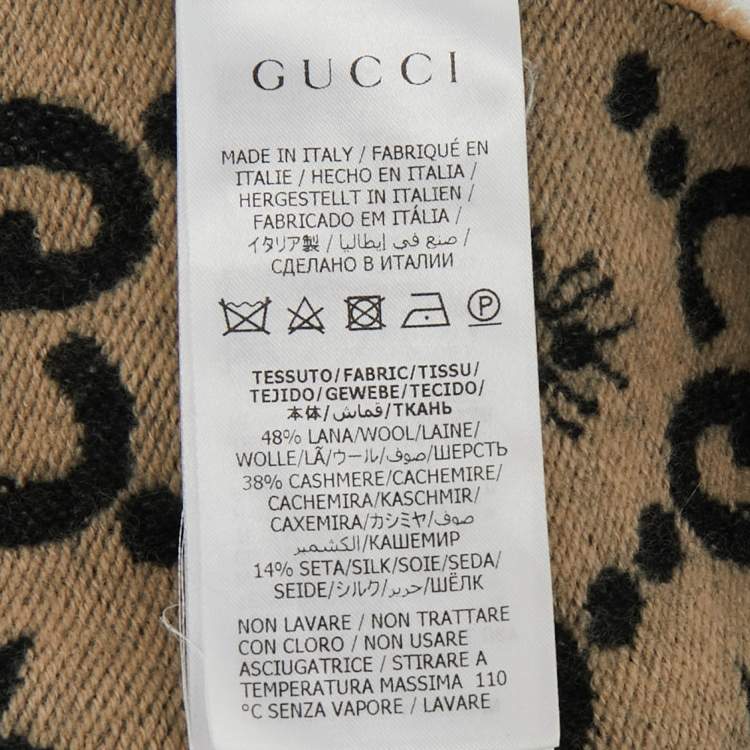 GUCCI
MADE IN ITALY / FABRIQUÉ EN
ITALIE / HECHO EN ITALIA /
HERGESTELLT IN ITALIEN /
FABRICADO EM ITÁLIA /
イタリア製 / صنع في إيطاليا /
СДЕЛАНО В ИТАЛИИ
P
TESSUTO/FABRIC/TISSU/
TEJIDO/GEWEBE/TECIDO/
本体/قماش/ТКАНЬ
48% LANA/WOOL/LAINE/
WOLLE/LÃ/ウール/صوف/ШЕРСТЬ
38% CASHMERE/CACHEMIRE/
CACHEMIRA/KASCHMIR/
CAXEMIRA/カシミヤ/صوف
الكشمير/КАШЕМИР
14% SETA/SILK/SOIE/SEDA/
SEIDE/シルク/حرير/ШЁЛК
NON LAVARE / NON TRATTARE
CON CLORO / NON USARE
ASCIUGATRICE / STIRARE A
TEMPERATURA MASSIMA 110
°C SENZA VAPORE / LAVARE